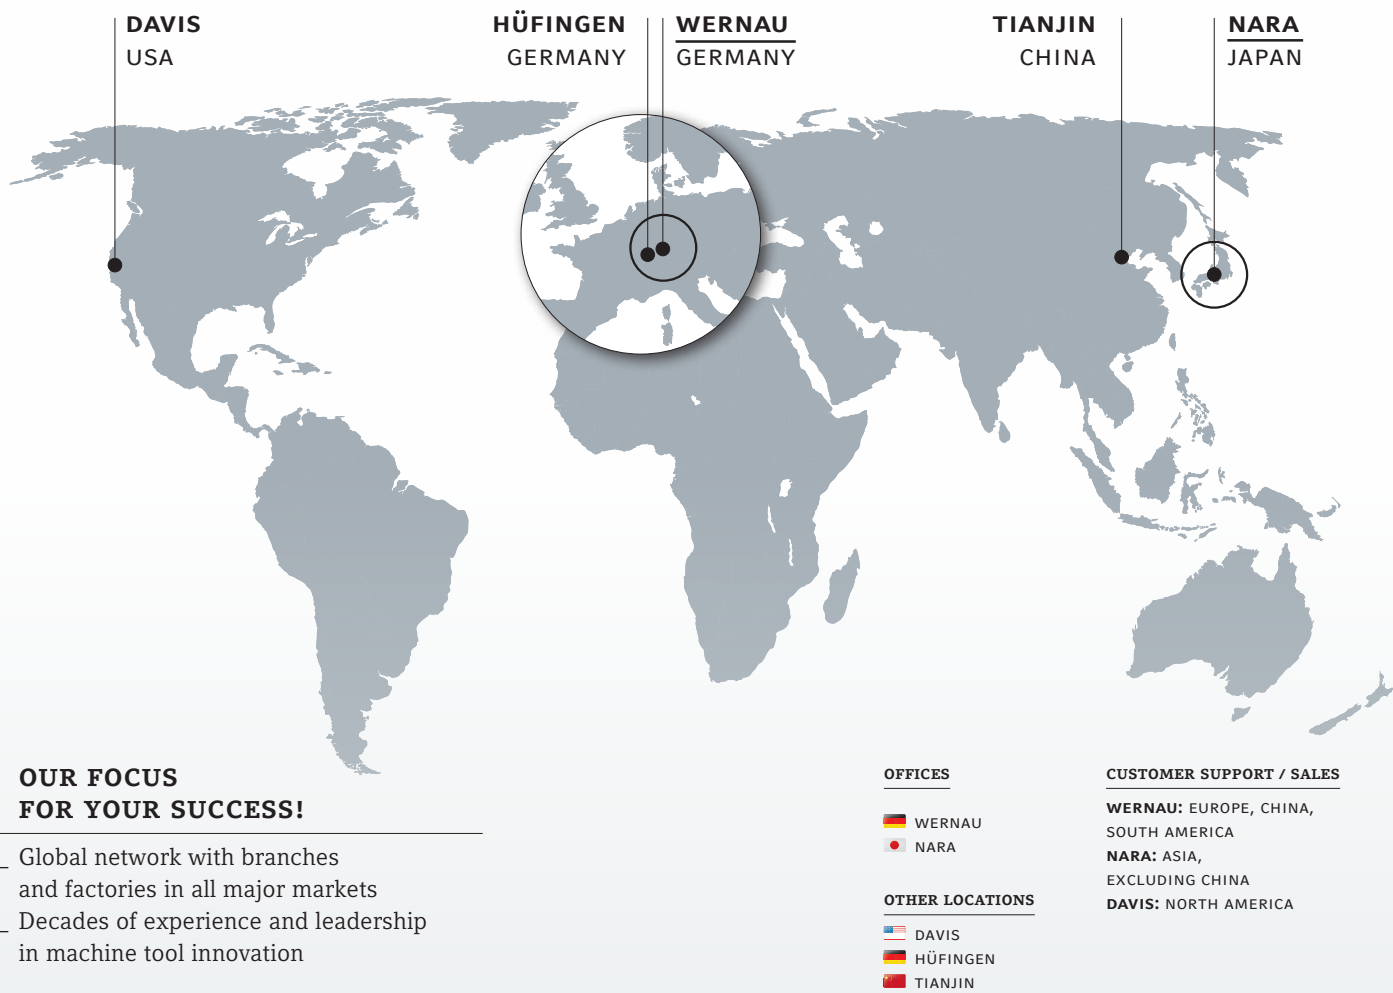 DAVIS
USA
HÜFINGEN
GERMANY
WERNAU
GERMANY
TIANJIN
CHINA
NARA
JAPAN
OUR FOCUS
FOR YOUR SUCCESS!
_ Global network with branches
and factories in all major markets
_ Decades of experience and leadership
in machine tool innovation
OFFICES
WERNAU
NARA
OTHER LOCATIONS
DAVIS
HÜFINGEN
TIANJIN
CUSTOMER SUPPORT / SALES
WERNAU: EUROPE, CHINA,
SOUTH AMERICA
NARA: ASIA,
EXCLUDING CHINA
DAVIS: NORTH AMERICA